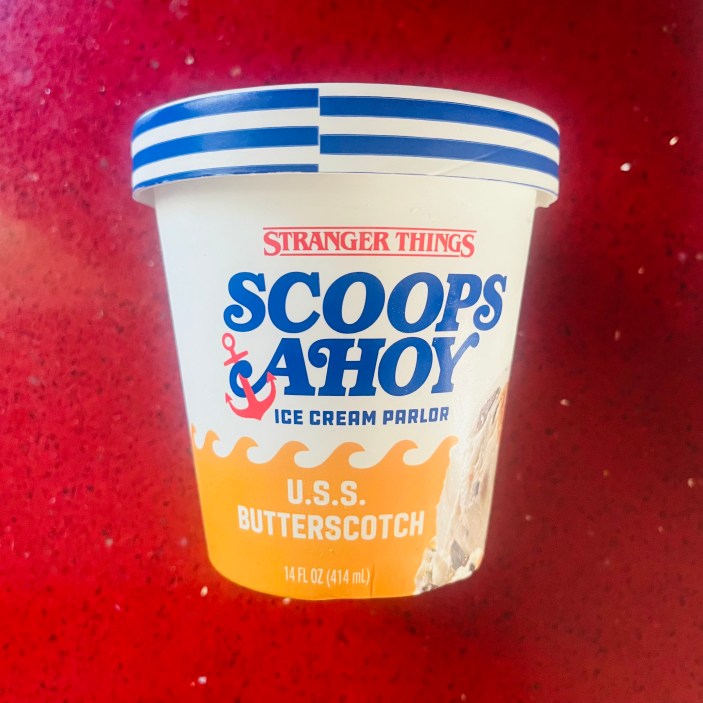 STRANGER THINGS
SCOOPS
AHOY
ICE CREAM PARLOR
U.S.S.
BUTTERSCOTCH
14 FL OZ (414 mL)